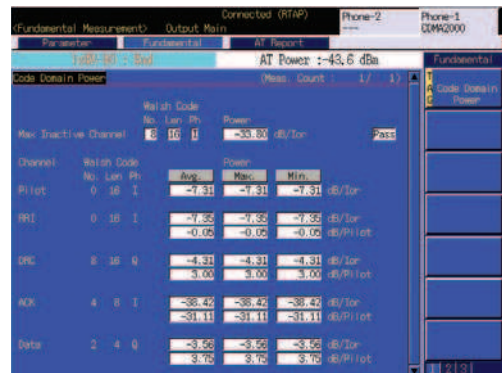 Connected (RTAP) Phone-2 Phone-1
<Fundamental Measurement> Output Main ---- CDMA2000
Parameter Fundamental AT Report Fundamental
1xEV-DO : End AT Power :-43.6 dBm
Code Domain Power (Meas. Count : 1/ 1) TAG Code Domain Power
Walsh Code
No. Len Ph Power
Max Inactive Channel 8 16 I -33.80 dB/Ior Pass
Channel Walsh Code Power
No. Len Ph Avg. Max. Min.
Pilot 0 16 I -7.31 -7.31 -7.31 dB/Ior
RRI 0 16 I -7.35 -7.35 -7.35 dB/Ior
-0.05 -0.05 -0.05 dB/Pilot
DRC 8 16 Q -4.31 -4.31 -4.31 dB/Ior
3.00 3.00 3.00 dB/Pilot
ACK 4 8 I -38.42 -38.42 -38.42 dB/Ior
-31.11 -31.11 -31.11 dB/Pilot
Data 2 4 Q -3.56 -3.56 -3.56 dB/Ior
3.75 3.75 3.75 dB/Pilot
1 2 3